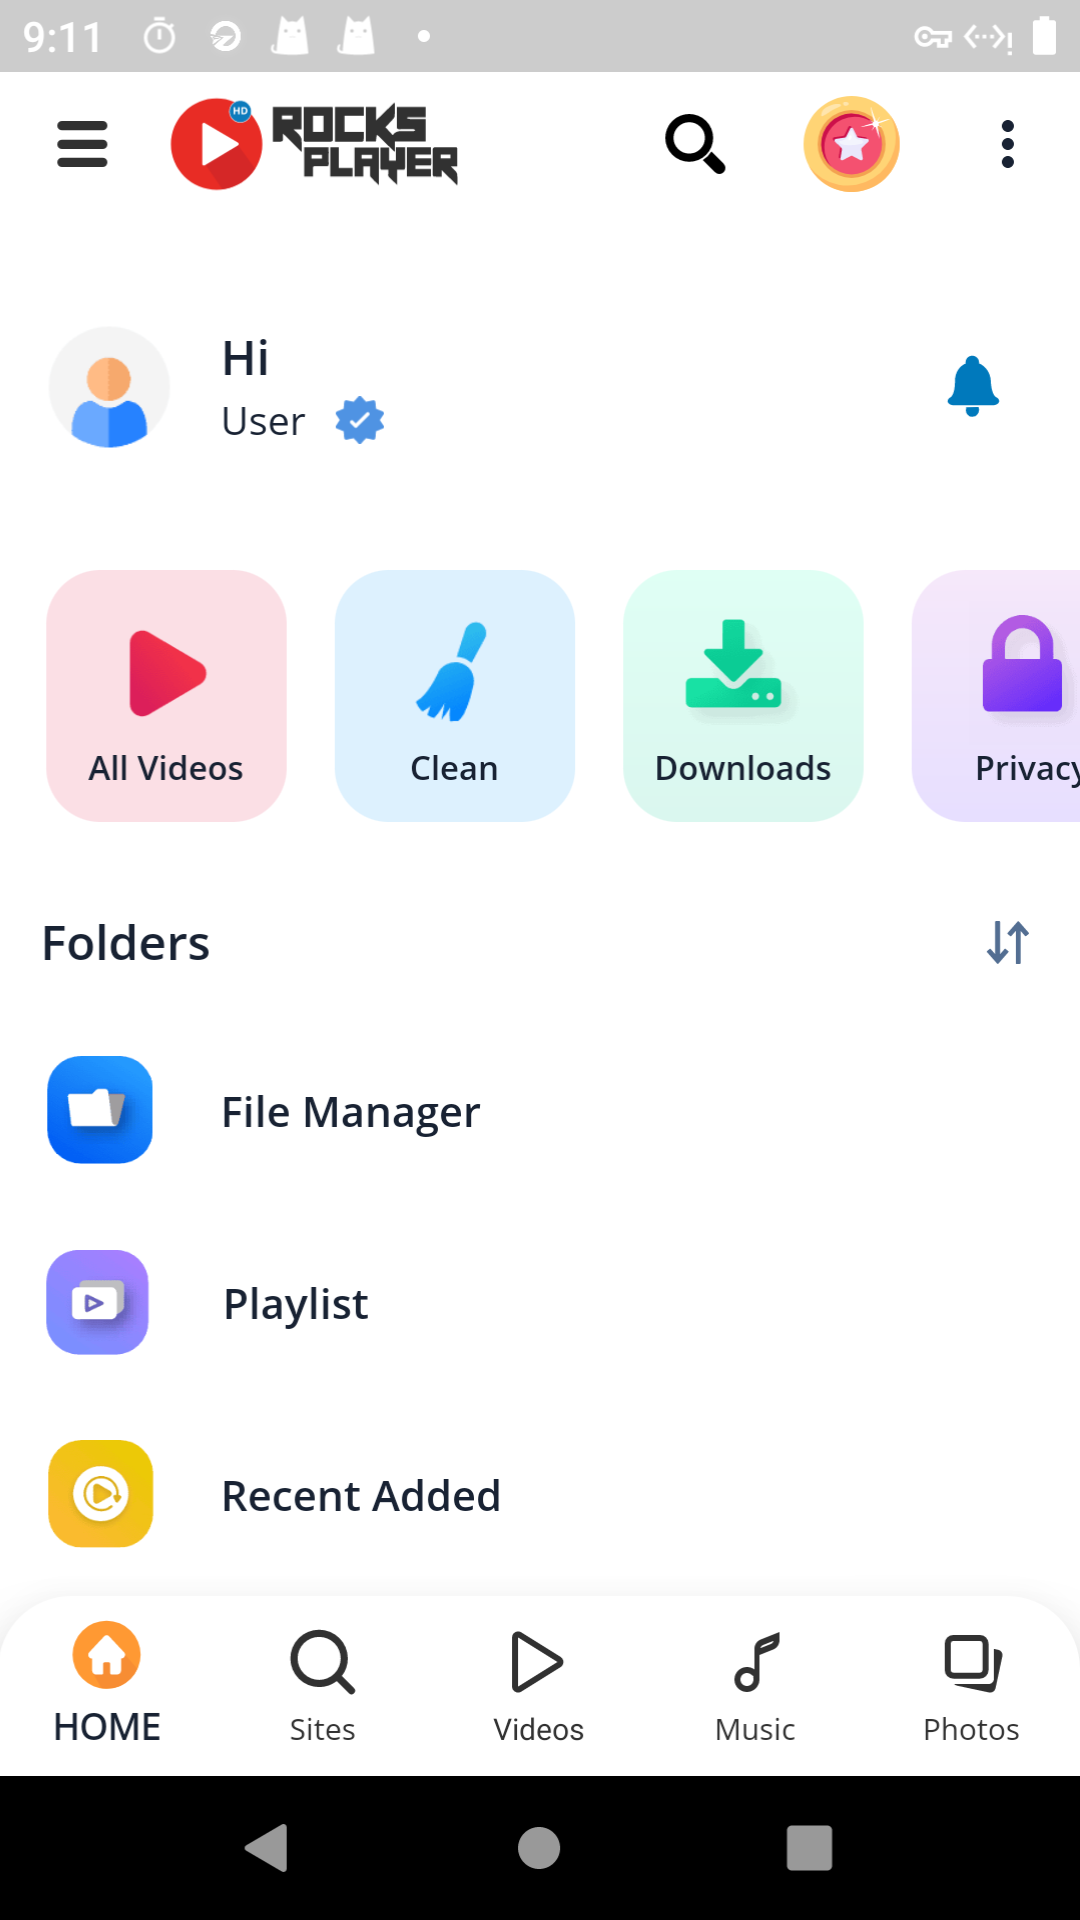 9:11
HD
ROCKS
PLAYER
Hi
User
All Videos
Clean
Downloads
Privacy
Folders
File Manager
Playlist
Recent Added
HOME
Sites
Videos
Music
Photos